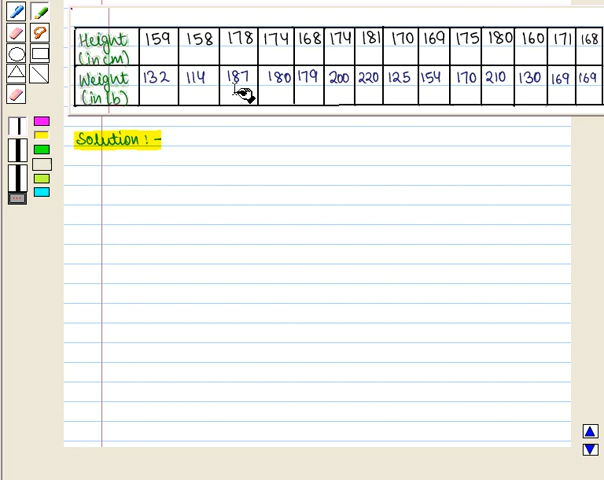 Height (in cm) 159 158 178 174 168 174 181 170 169 175 180 160 171 168
Weight (in lb) 132 114 187 180 179 200 220 125 154 170 210 130 169 169
Solution : -